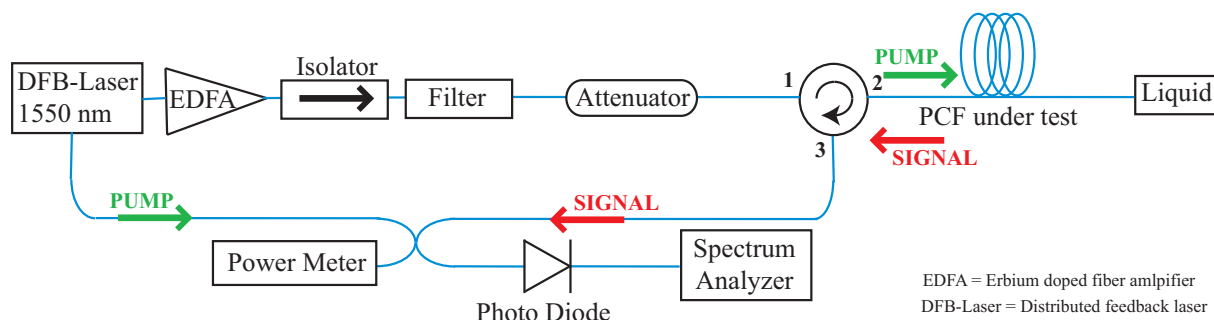 DFB-Laser
1550 nm
EDFA
Isolator
Filter
Attenuator
1
2
3
PUMP
PCF under test
Liquid
SIGNAL
PUMP
SIGNAL
Power Meter
Photo Diode
Spectrum
Analyzer
EDFA = Erbium doped fiber amlpifier
DFB-Laser = Distributed feedback laser